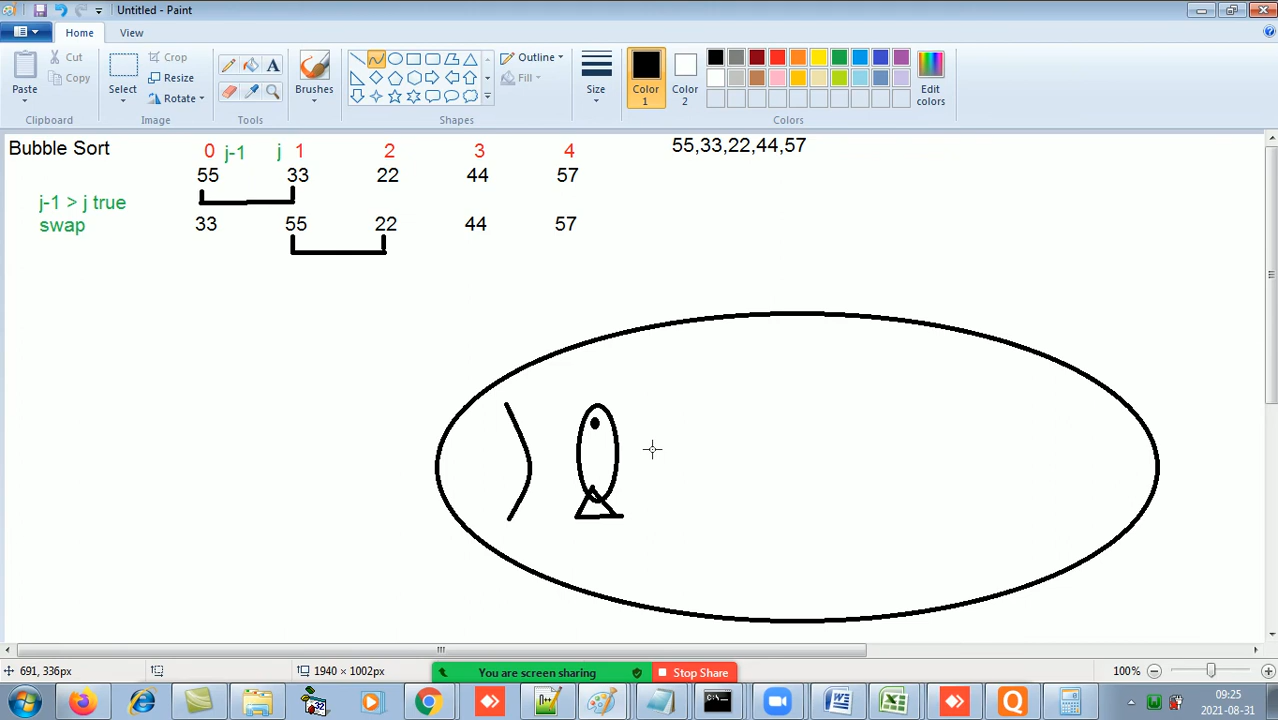 Untitled - Paint
Home
View
Paste
Cut
Copy
Clipboard
Select
Crop
Resize
Rotate
Image
A
Tools
Brushes
Outline
Fill
Shapes
Size
Color
1
Color
2
Edit
colors
Colors
Bubble Sort
0 j-1 j 1 2 3 4
55,33,22,44,57
55 33 22 44 57
j-1 > j true
swap
33 55 22 44 57
691, 336px
1940 × 1002px
You are screen sharing
Stop Share
100%
32
C:\_
W
Q
09:25
2021-08-31